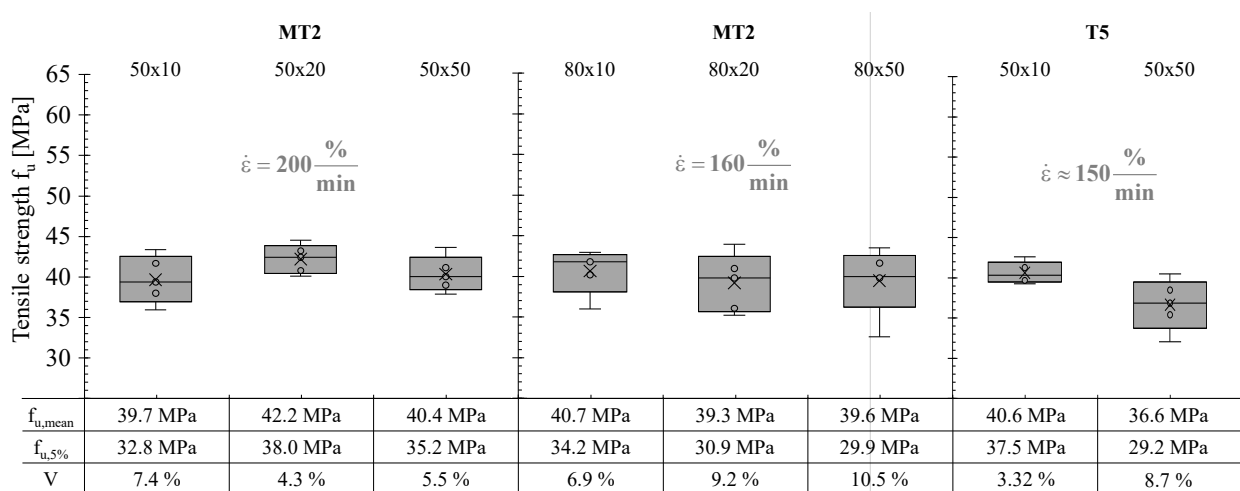 MT2 MT2 T5
50x10 50x20 50x50 80x10 80x20 80x50 50x10 50x50
Tensile strength fu [MPa]
65
60
55
50
45
40
35
30
ε̇ = 200 %/min
ε̇ = 160 %/min
ε̇ ≈ 150 %/min
fu,mean 39.7 MPa 42.2 MPa 40.4 MPa 40.7 MPa 39.3 MPa 39.6 MPa 40.6 MPa 36.6 MPa
fu,5% 32.8 MPa 38.0 MPa 35.2 MPa 34.2 MPa 30.9 MPa 29.9 MPa 37.5 MPa 29.2 MPa
V 7.4 % 4.3 % 5.5 % 6.9 % 9.2 % 10.5 % 3.32 % 8.7 %